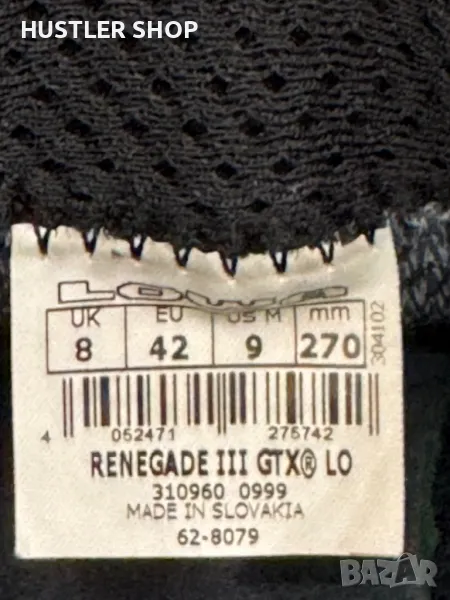 HUSTLER SHOP
LOWA
UK EU US M mm
8 42 9 270
304102
4 052471 275742
RENEGADE III GTX® LO
310960 0999
MADE IN SLOVAKIA
62-8079
BAZAR